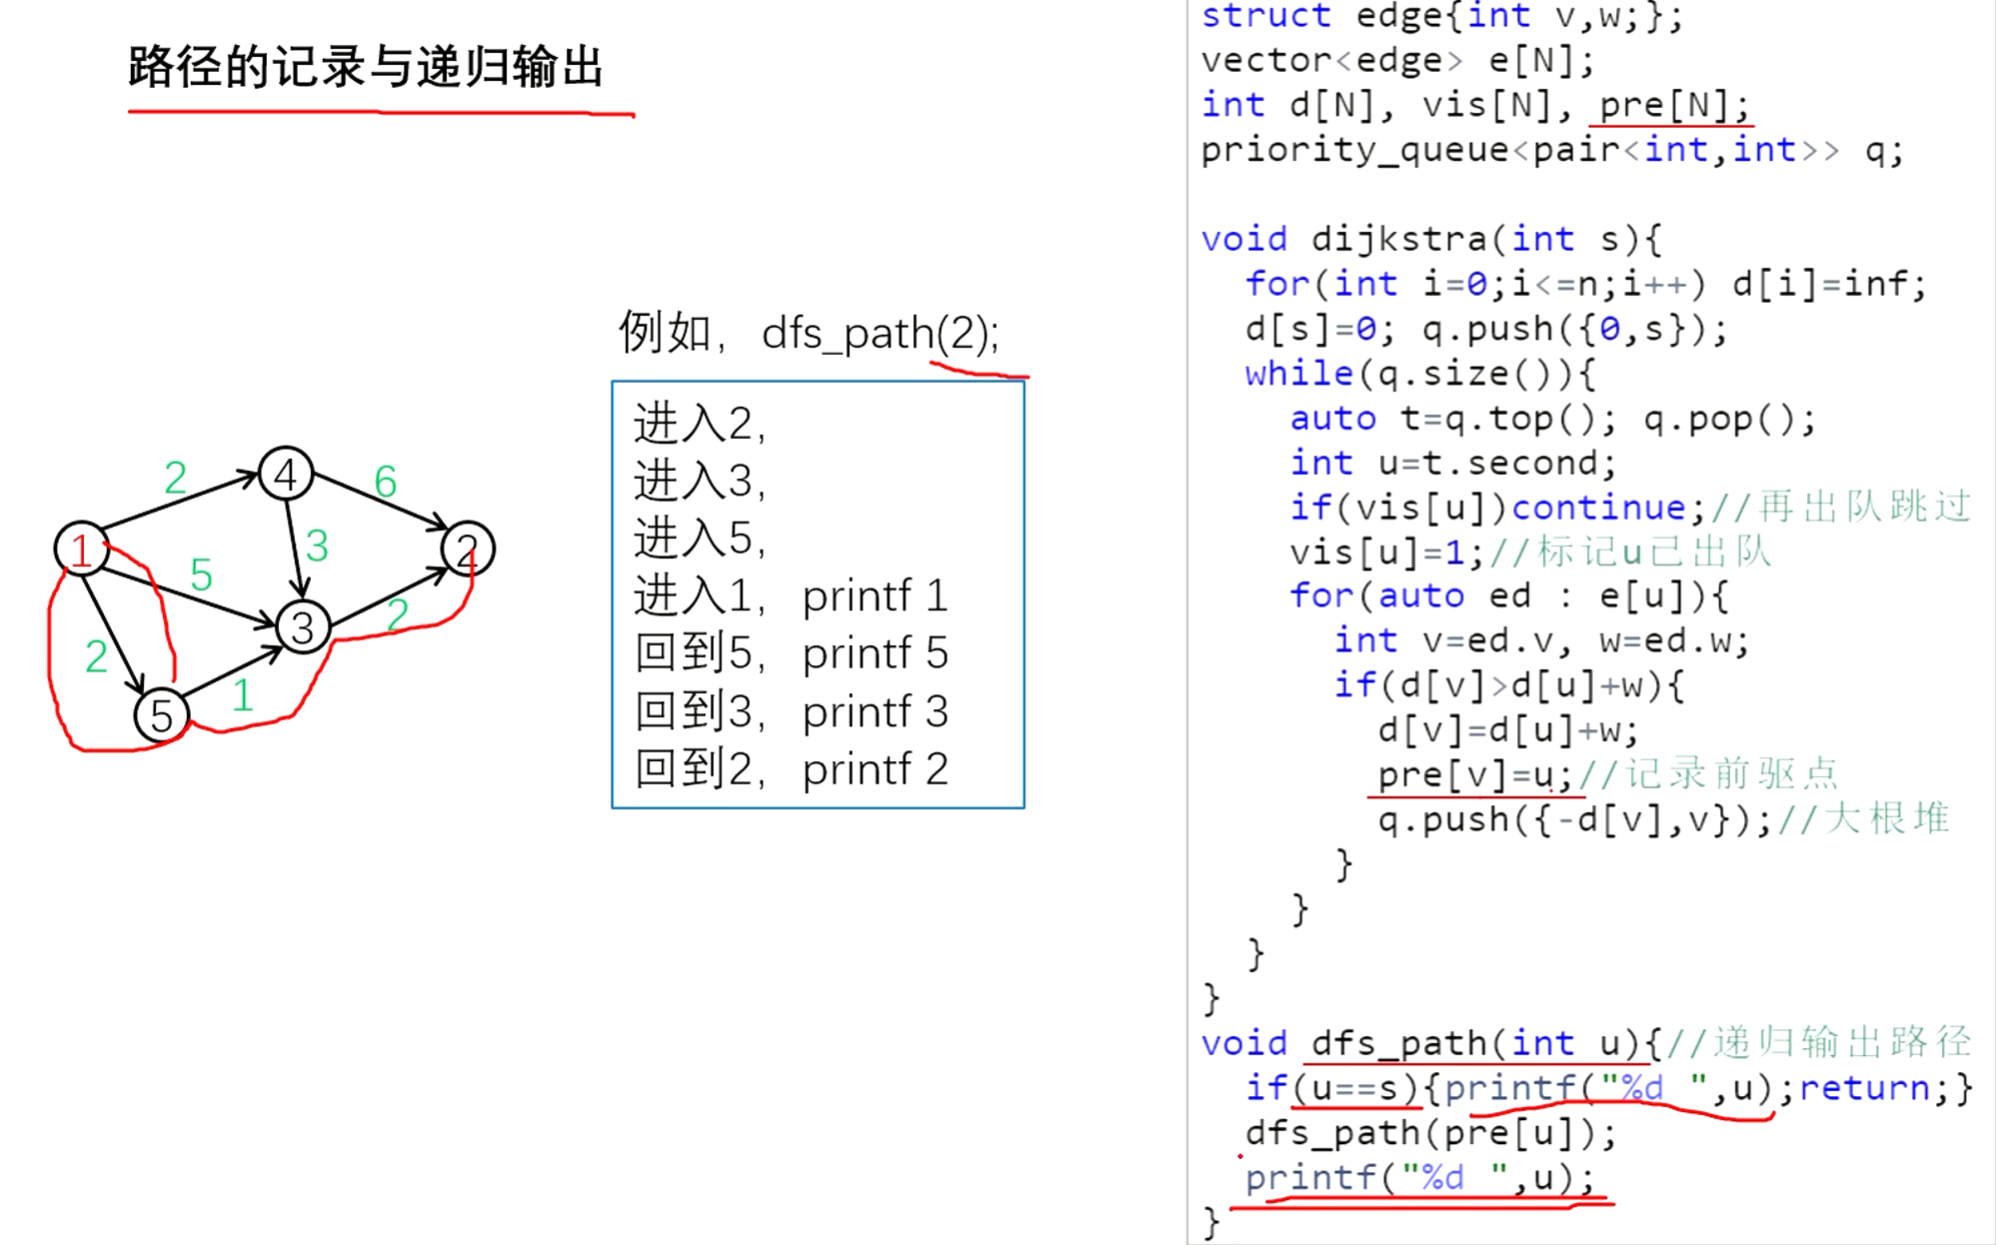 路径的记录与递归输出
例如，dfs_path(2);
进入2,
进入3,
进入5,
进入1, printf 1
回到5, printf 5
回到3, printf 3
回到2, printf 2
2
4
6
1
5
3
2
3
2
2
1
5
struct edge{int v,w;};
vector<edge> e[N];
int d[N], vis[N], pre[N];
priority_queue<pair<int,int>> q;
void dijkstra(int s){
for(int i=0;i<=n;i++) d[i]=inf;
d[s]=0; q.push({0,s});
while(q.size()){
auto t=q.top(); q.pop();
int u=t.second;
if(vis[u])continue;//再出队跳过
vis[u]=1;//标记u已出队
for(auto ed : e[u]){
int v=ed.v, w=ed.w;
if(d[v]>d[u]+w){
d[v]=d[u]+w;
pre[v]=u;//记录前驱点
q.push({-d[v],v});//大根堆
}
}
}
}
void dfs_path(int u){//递归输出路径
if(u==s){printf("%d ",u);return;}
dfs_path(pre[u]);
printf("%d ",u);
}